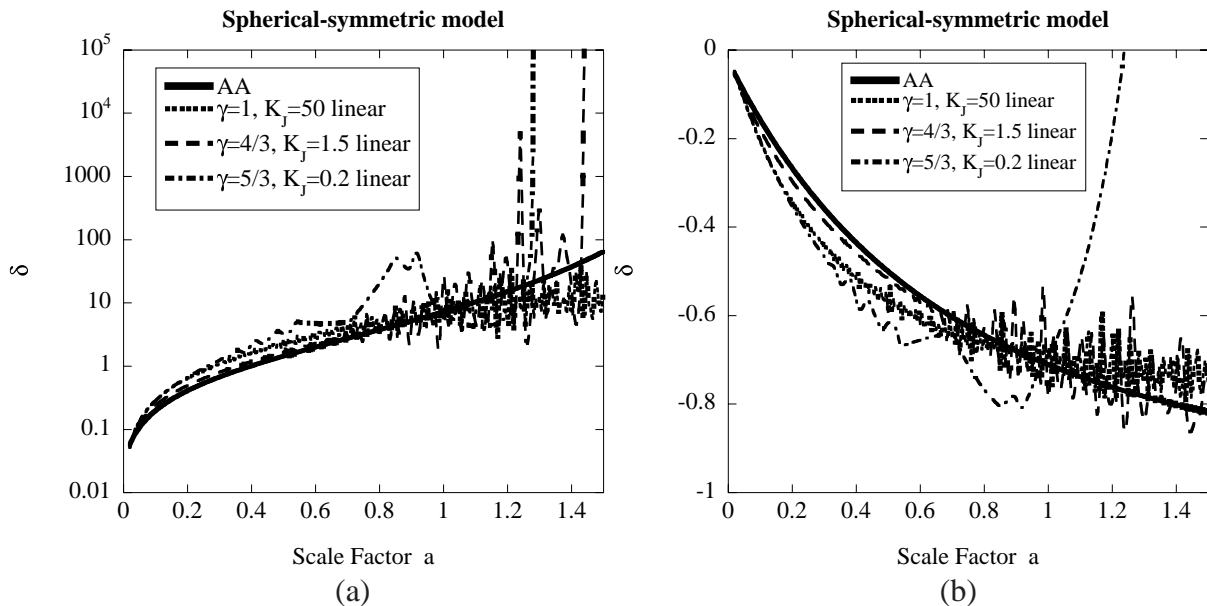 Spherical-symmetric model
10^5
10^4
1000
100
10
1
0.1
0.01
δ
AA
γ=1, K_J=50 linear
γ=4/3, K_J=1.5 linear
γ=5/3, K_J=0.2 linear
0 0.2 0.4 0.6 0.8 1 1.2 1.4
Scale Factor a
(a)
Spherical-symmetric model
0
-0.2
-0.4
-0.6
-0.8
-1
δ
AA
γ=1, K_J=50 linear
γ=4/3, K_J=1.5 linear
γ=5/3, K_J=0.2 linear
0 0.2 0.4 0.6 0.8 1 1.2 1.4
Scale Factor a
(b)